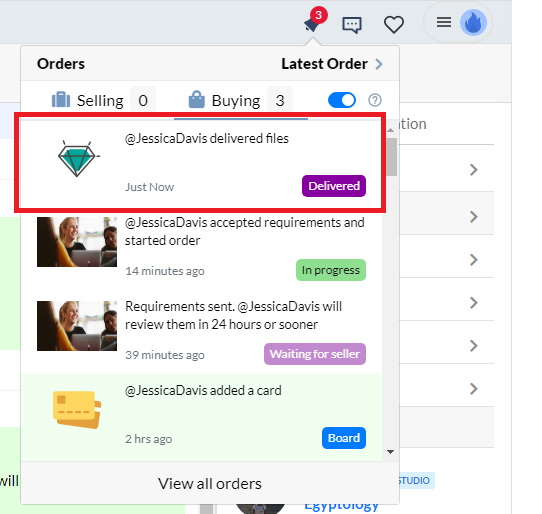 3
Orders
Latest Order
Selling 0
Buying 3
@JessicaDavis delivered files
Just Now
Delivered
@JessicaDavis accepted requirements and
started order
14 minutes ago
In progress
Requirements sent. @JessicaDavis will
review them in 24 hours or sooner
39 minutes ago
Waiting for seller
@JessicaDavis added a card
2 hrs ago
Board
View all orders
will
STUDIO
Egyptology